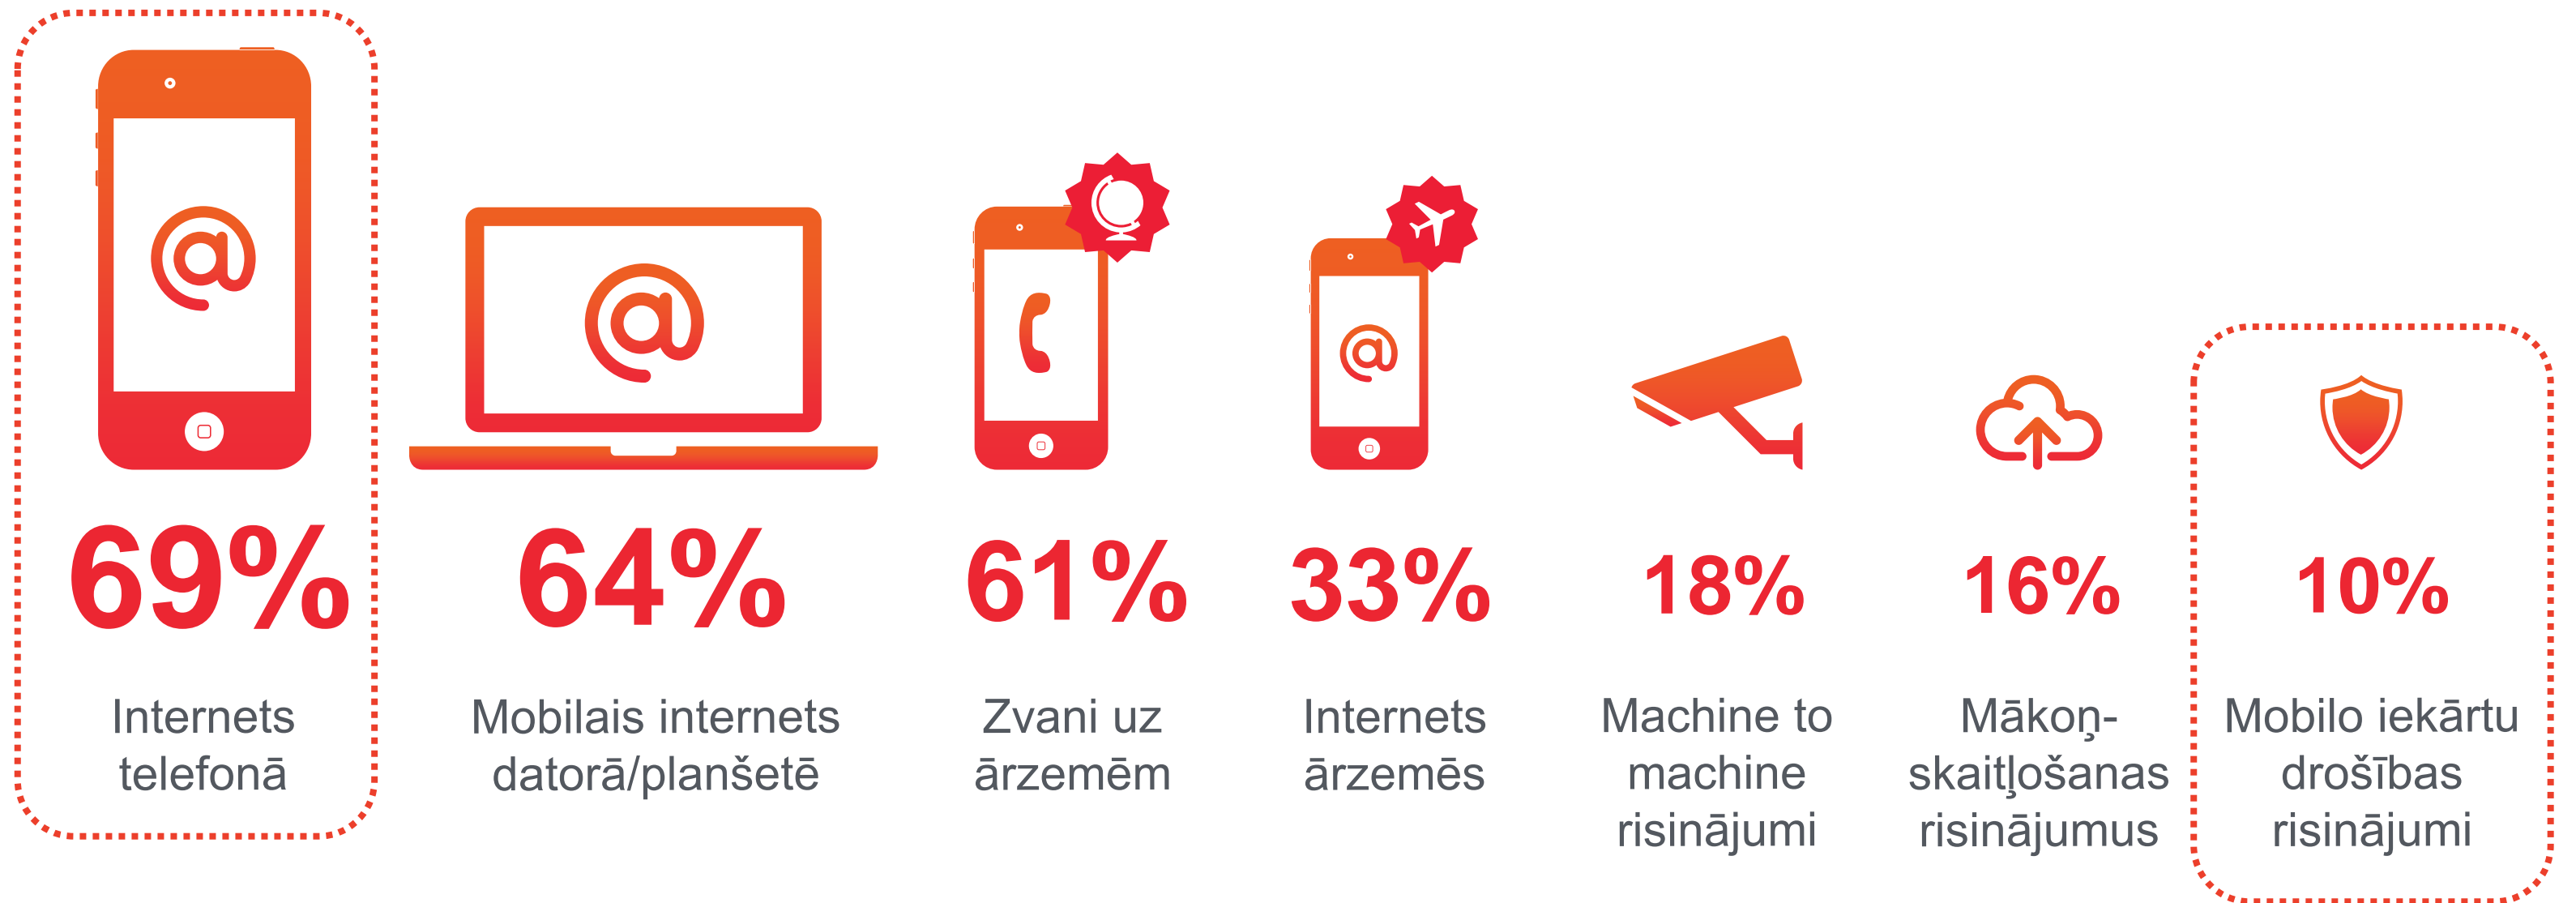 69%
Internets
telefonā
64%
Mobilais internets
datorā/planšetē
61%
Zvani uz
ārzemēm
33%
Internets
ārzemēs
18%
Machine to
machine
risinājumi
16%
Mākoņ-
skaitļošanas
risinājumus
10%
Mobilo iekārtu
drošības
risinājumi